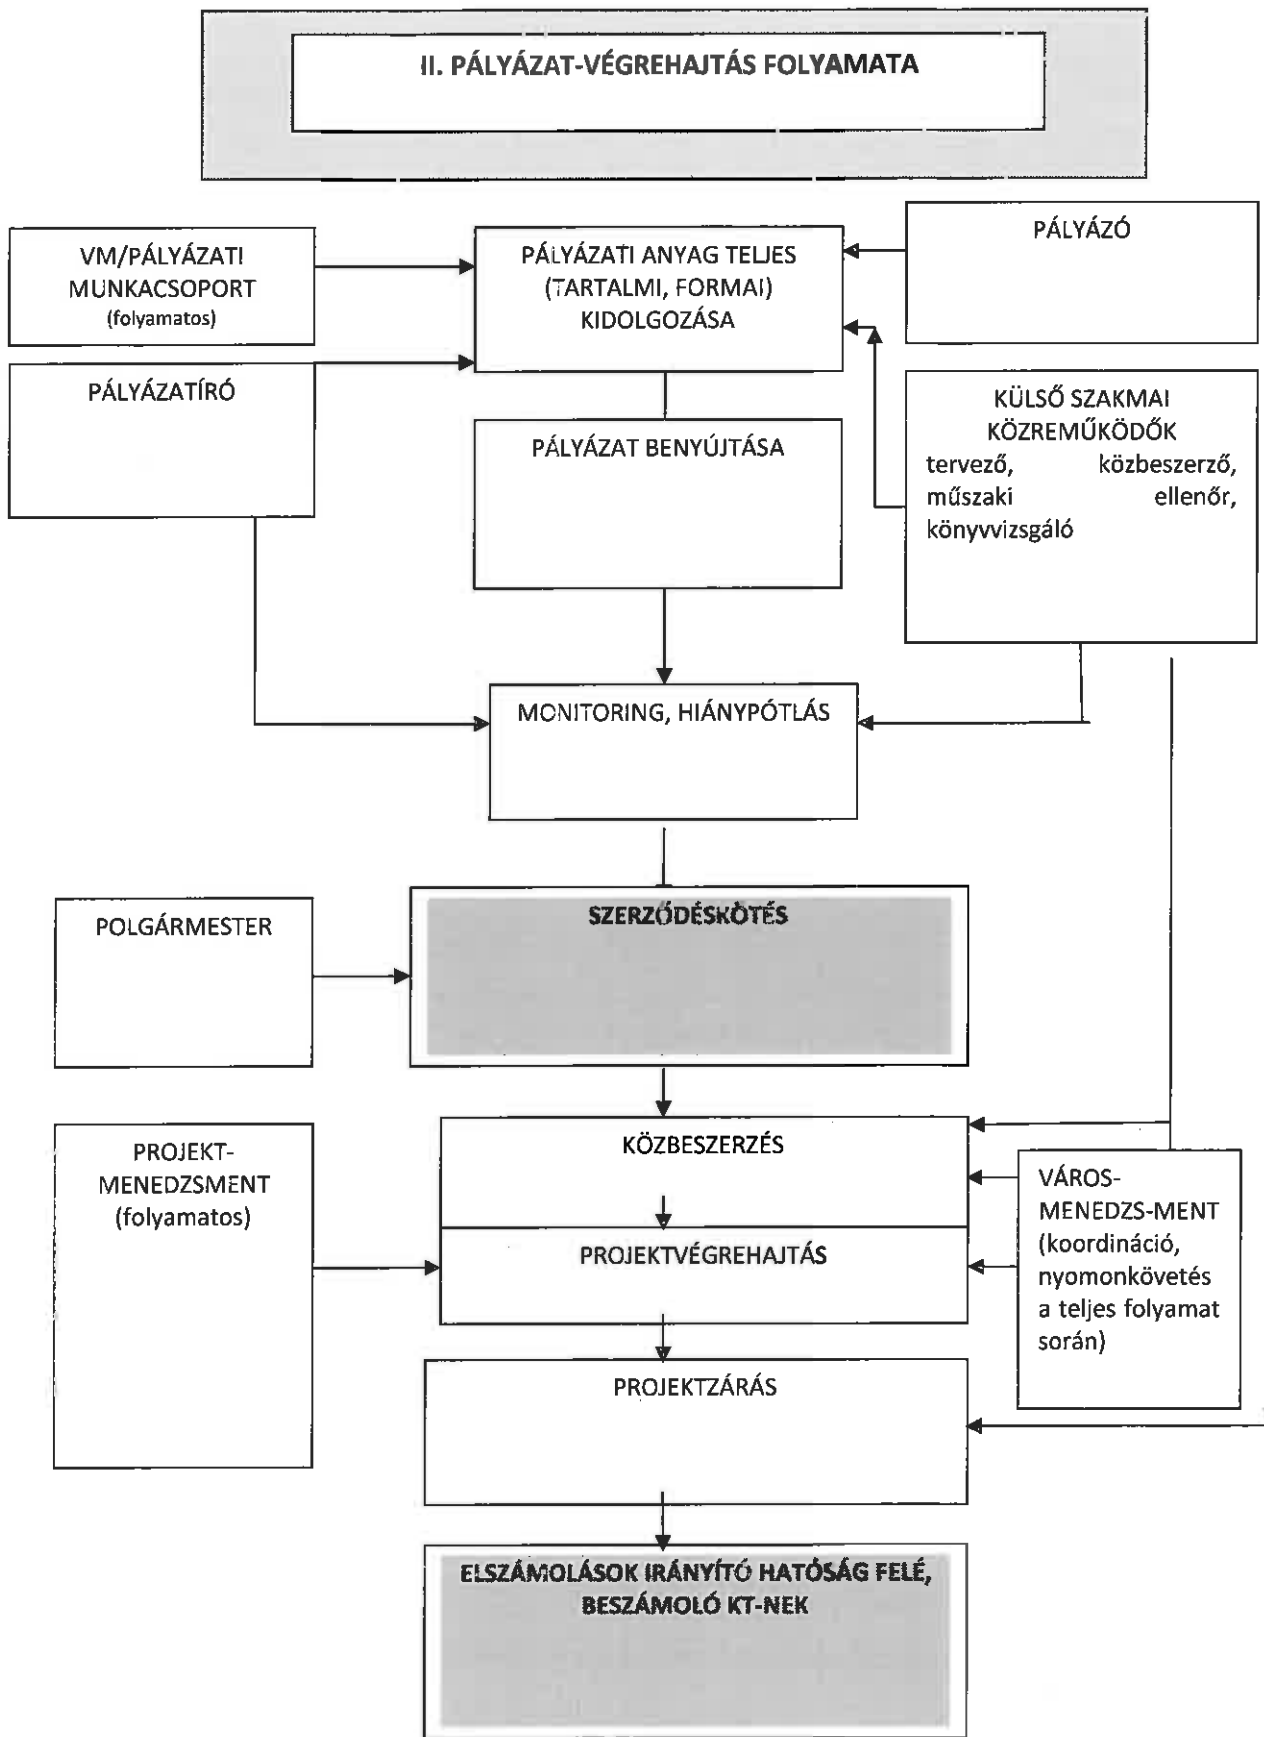 II. PÁLYÁZAT-VÉGREHAJTÁS FOLYAMATA
VM/PÁLYÁZATI
MUNKACSOPORT
(folyamatos)
PÁLYÁZATI ANYAG TELJES
(TARTALMI, FORMAI)
KIDOLGOZÁSA
PÁLYÁZÓ
PÁLYÁZATÍRÓ
PÁLYÁZAT BENYÚJTÁSA
KÜLSŐ SZAKMAI
KÖZREMŰKÖDŐK
tervező, közbeszerző,
műszaki ellenőr,
könyvvizsgáló
MONITORING, HIÁNYPÓTLÁS
POLGÁRMESTER
SZERZŐDÉSKÖTÉS
PROJEKT-
MENEDZSMENT
(folyamatos)
KÖZBESZERZÉS
PROJEKTVÉGREHAJTÁS
VÁROS-
MENEDZS-MENT
(koordináció,
nyomonkövetés
a teljes folyamat
során)
PROJEKTZÁRÁS
ELSZÁMOLÁSOK IRÁNYÍTÓ HATÓSÁG FELÉ,
BESZÁMOLÓ KT-NEK